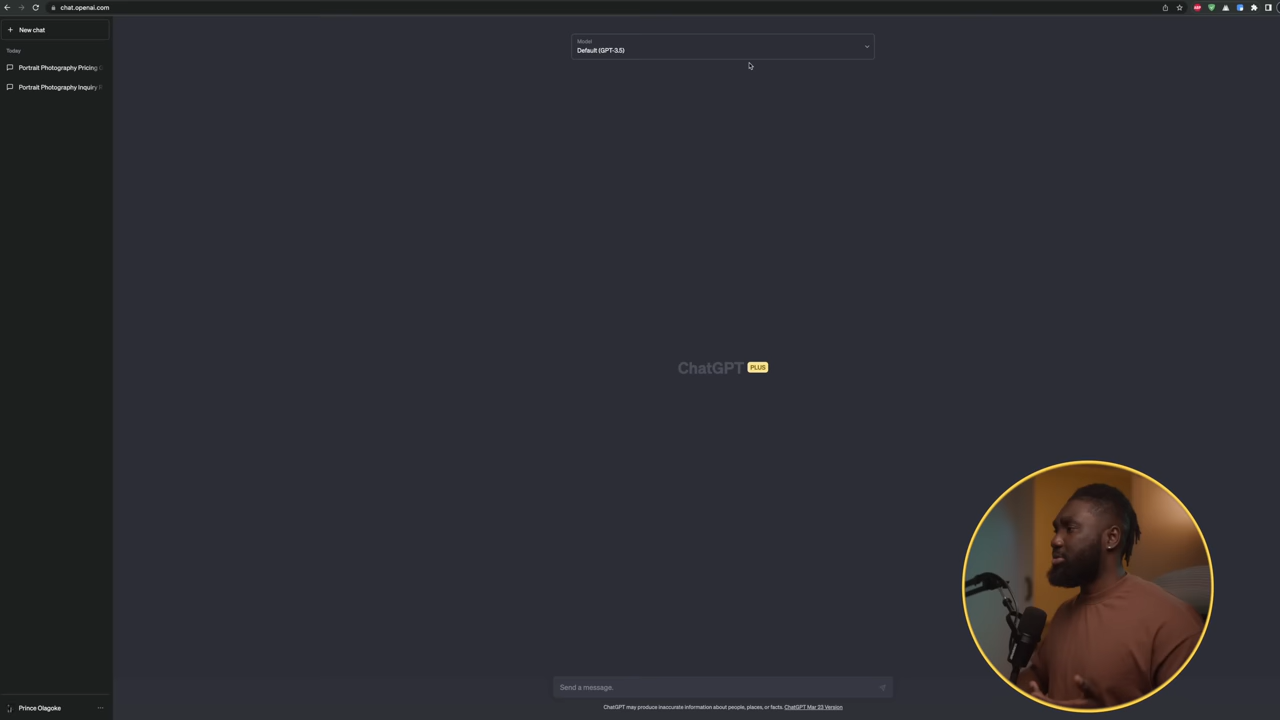 chat.openai.com
New chat
Today
Portrait Photography Pricing
Portrait Photography Inquiry
Model
Default (GPT-3.5)
ChatGPT PLUS
Send a message.
ChatGPT may produce inaccurate information about people, places, or facts. ChatGPT Mar 23 Version
Prince Olagoke